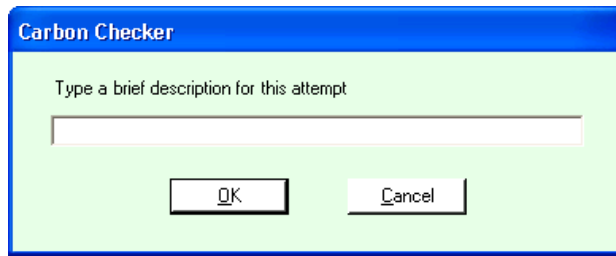 Carbon Checker
Type a brief description for this attempt
OK
Cancel